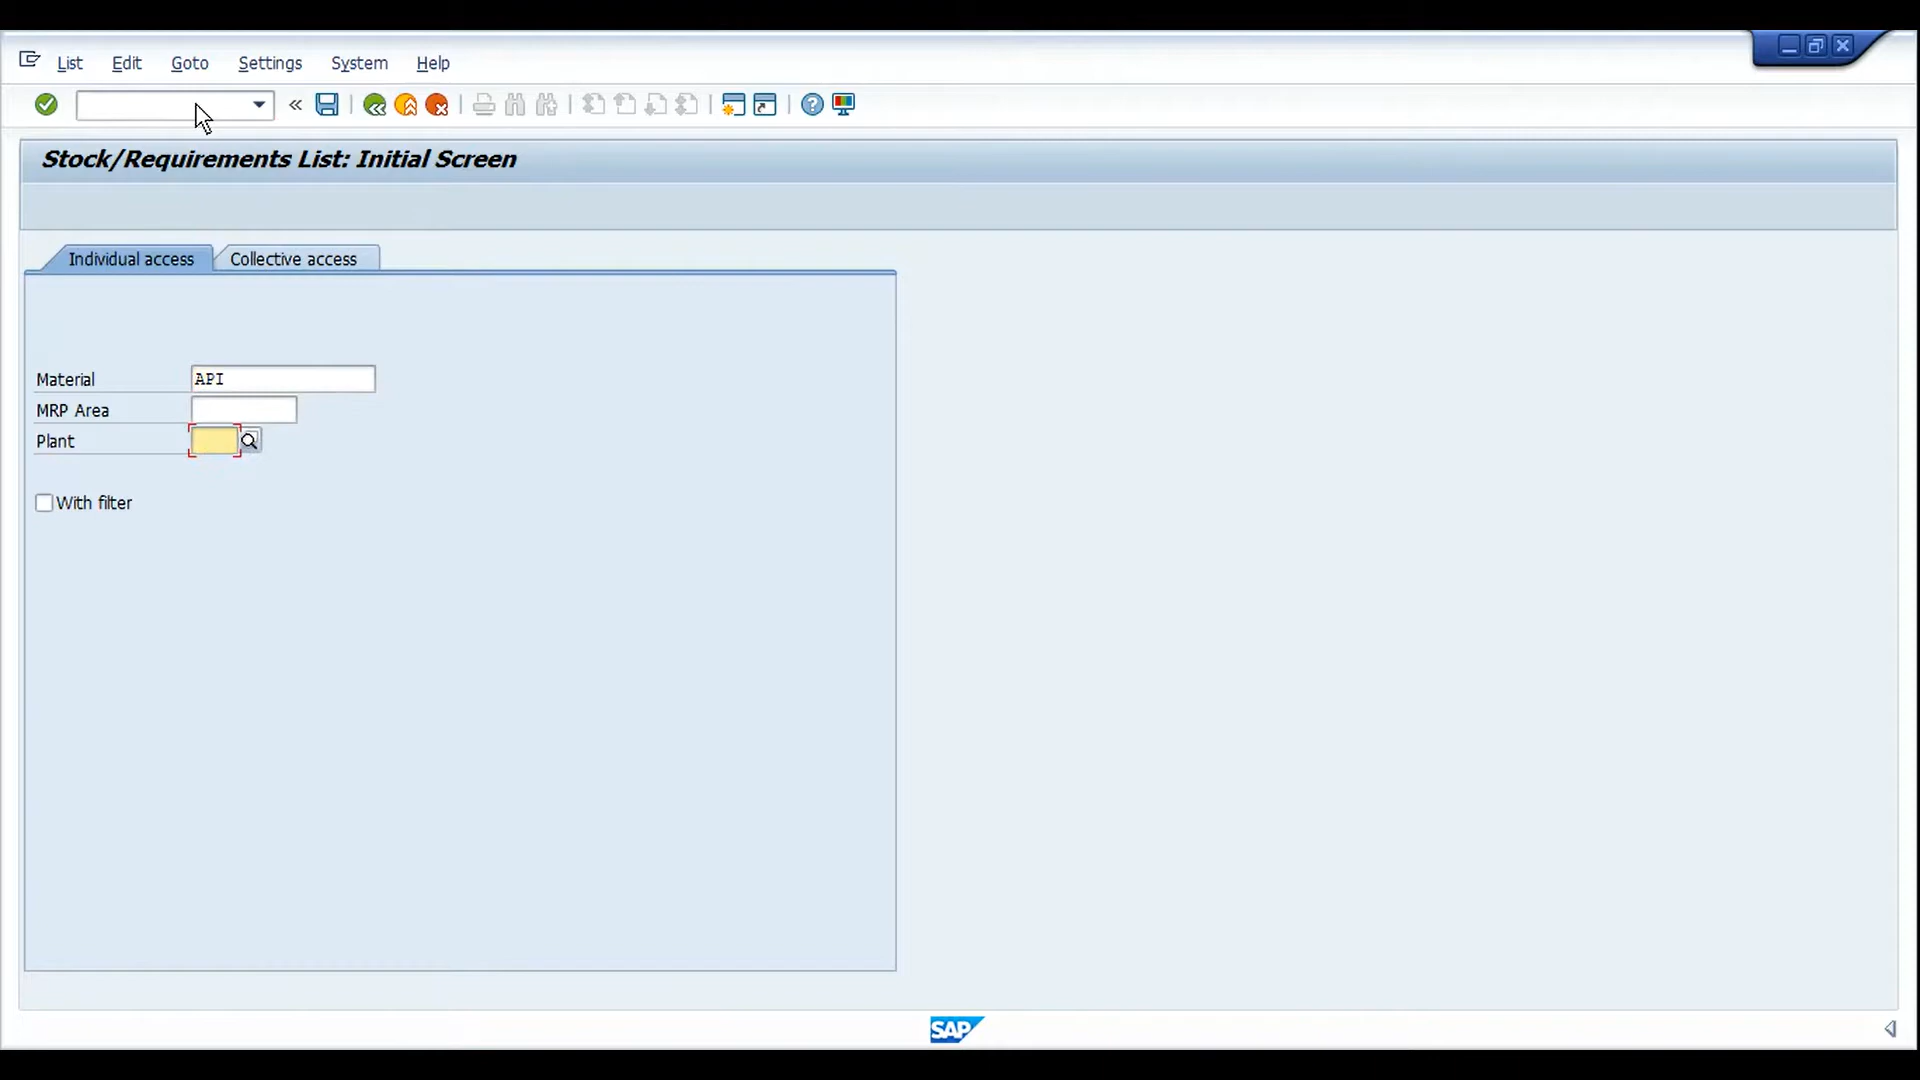 List Edit Goto Settings System Help
Stock/Requirements List: Initial Screen
Individual access Collective access
Material API
MRP Area
Plant
With filter
SAP